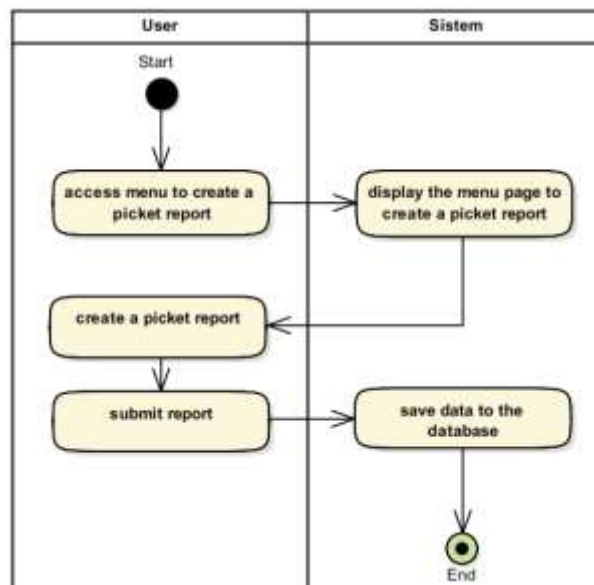 User
Sistem
Start
access menu to create a
picket report
display the menu page to
create a picket report
create a picket report
submit report
save data to the
database
End